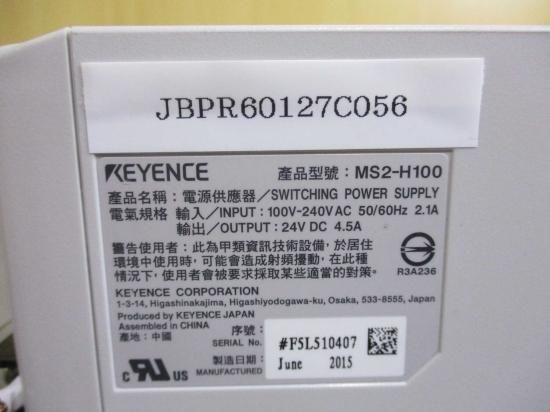 JBPR60127C056
KEYENCE 產品型號：MS2-H100
產品名稱：電源供應器／SWITCHING POWER SUPPLY
電氣規格 輸入／INPUT : 100V-240V AC 50/60Hz 2.1A
輸出／OUTPUT : 24V DC 4.5A
警告使用者：此為甲類資訊技術設備，於居住
環境中使用時，可能會造成射頻擾動，在此種
情況下，使用者會被要求採取某些適當的對策。
R3A236
KEYENCE CORPORATION
1-3-14, Higashinakajima, Higashiyodogawa-ku, Osaka, 533-8555, Japan
Produced by KEYENCE JAPAN
Assembled in CHINA
產地：中國
序號：
SERIAL No.
#F5L510407
製造日期：
MANUFACTURED
June 2015
C RU US